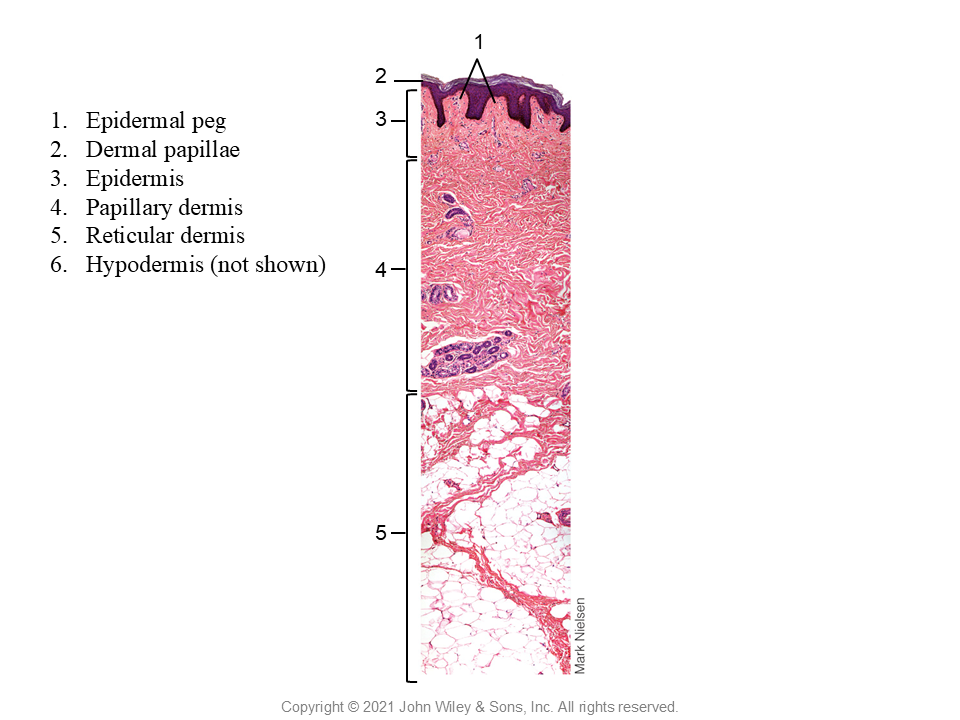 1
2
3
1. Epidermal peg
2. Dermal papillae
3. Epidermis
4. Papillary dermis
5. Reticular dermis
6. Hypodermis (not shown)
4
5
Mark Nielsen
Copyright © 2021 John Wiley & Sons, Inc. All rights reserved.